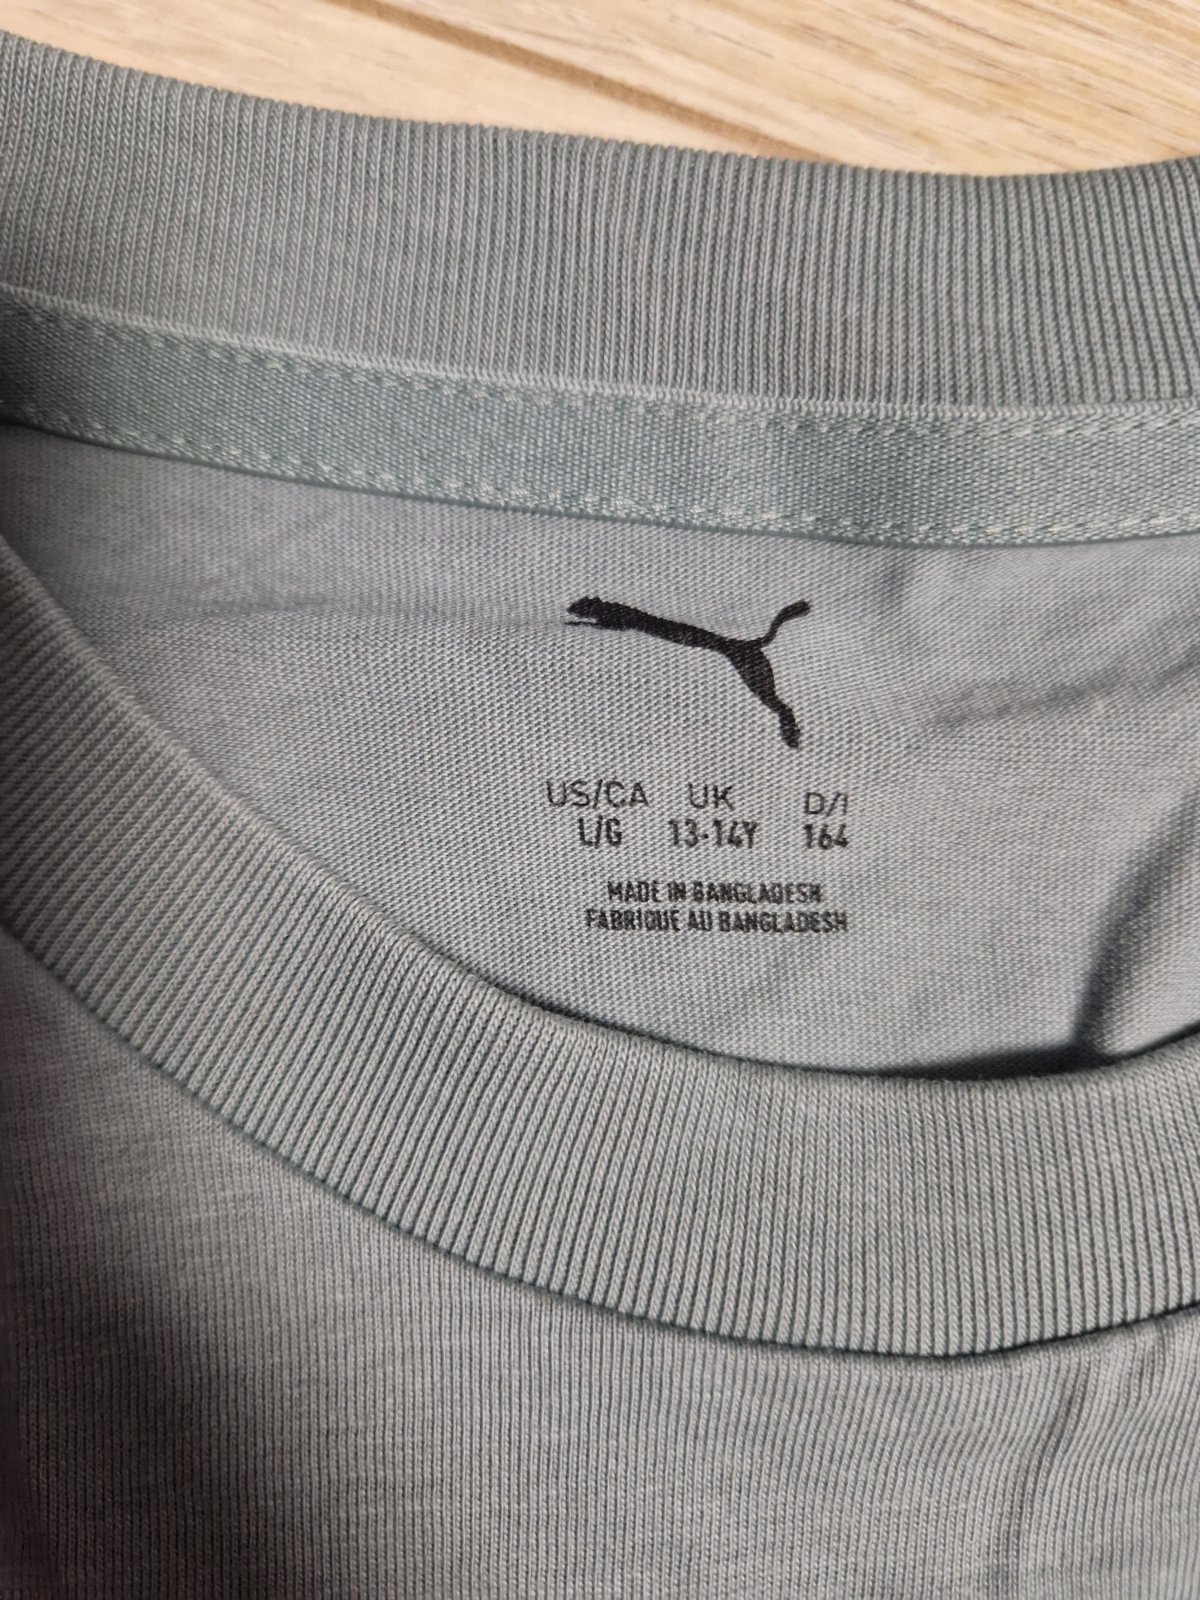 US/CA UK D/I
L/G 13-14Y 164
MADE IN BANGLADESH
FABRIQUE AU BANGLADESH